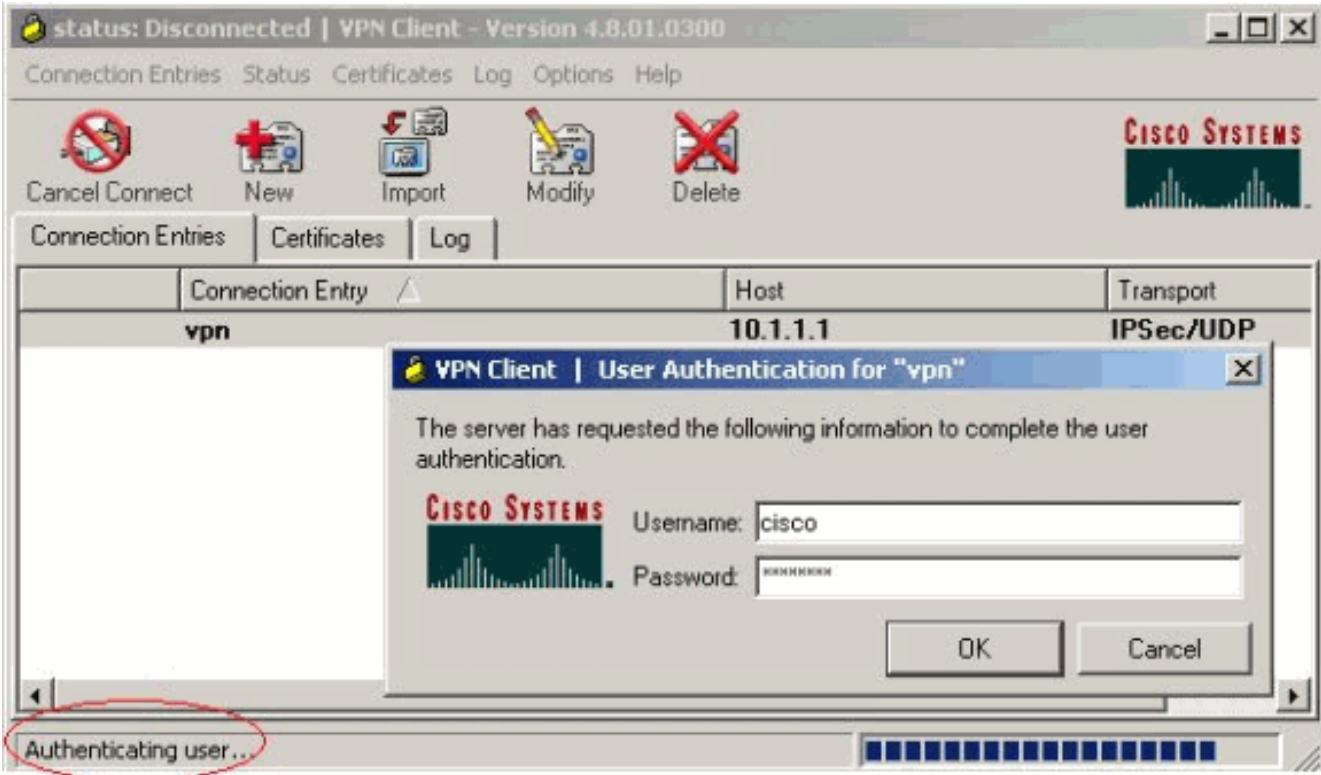 status: Disconnected | VPN Client - Version 4.8.01.0300
Connection Entries Status Certificates Log Options Help
Cancel Connect New Import Modify Delete
CISCO SYSTEMS
Connection Entries Certificates Log
Connection Entry Host Transport
vpn 10.1.1.1 IPSec/UDP
VPN Client | User Authentication for "vpn"
The server has requested the following information to complete the user
authentication.
CISCO SYSTEMS
Username: cisco
Password: ********
OK Cancel
Authenticating user...